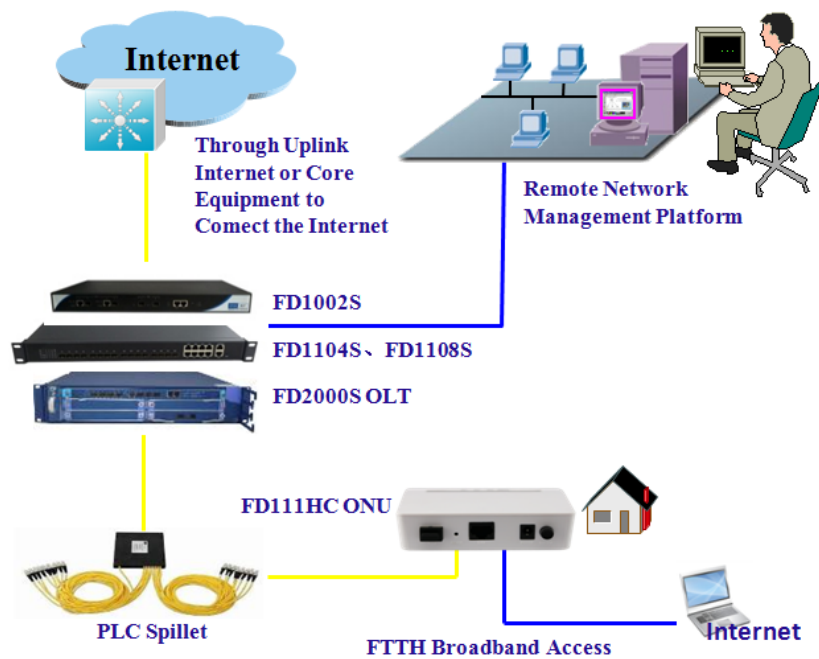 Internet
Through Uplink
Internet or Core
Equipment to
Comect the Internet
Remote Network
Management Platform
FD1002S
FD1104S、FD1108S
FD2000S OLT
FD111HC ONU
PLC Spillet
FTTH Broadband Access
Internet